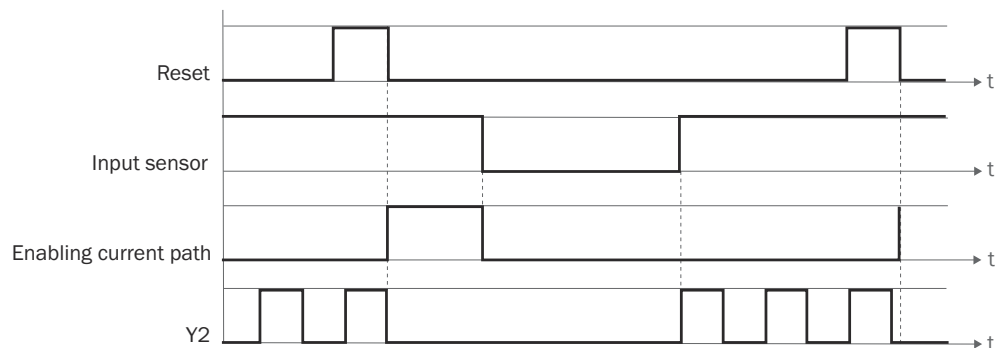 Reset
t
Input sensor
t
Enabling current path
t
Y2
t